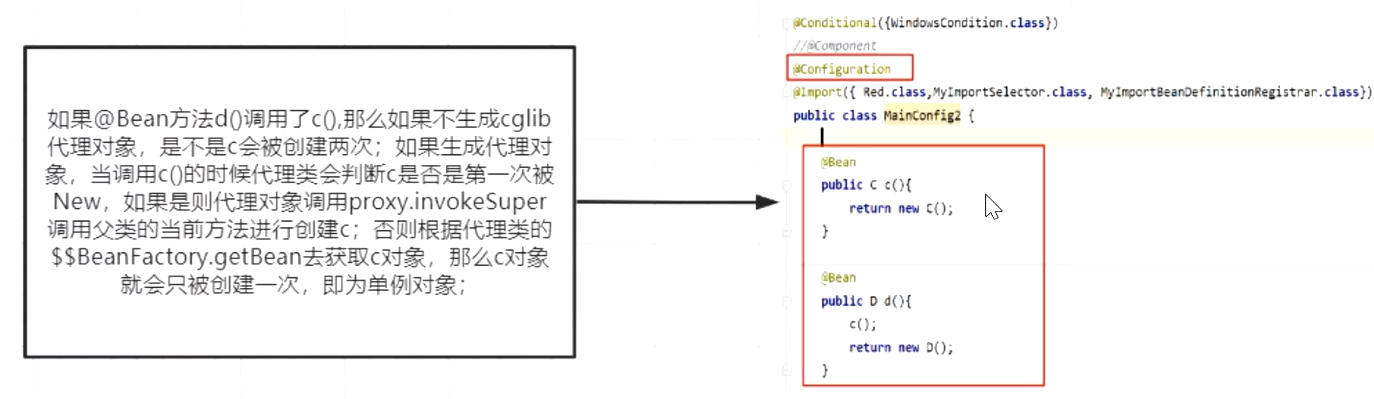 如果@Bean方法d()调用了c(),那么如果不生成cglib
代理对象，是不是c会被创建两次；如果生成代理对
象，当调用c()的时候代理类会判断c是否是第一次被
New，如果是则代理对象调用proxy.invokeSuper
调用父类的当前方法进行创建c；否则根据代理类的
$$BeanFactory.getBean去获取c对象，那么c对象
就会只被创建一次，即为单例对象；
@Conditional({WindowsCondition.class})
//@Component
@Configuration
@Import({ Red.class,MyImportSelector.class, MyImportBeanDefinitionRegistrar.class})
public class MainConfig2 {
@Bean
public C c(){
return new C();
}
@Bean
public D d(){
c();
return new D();
}